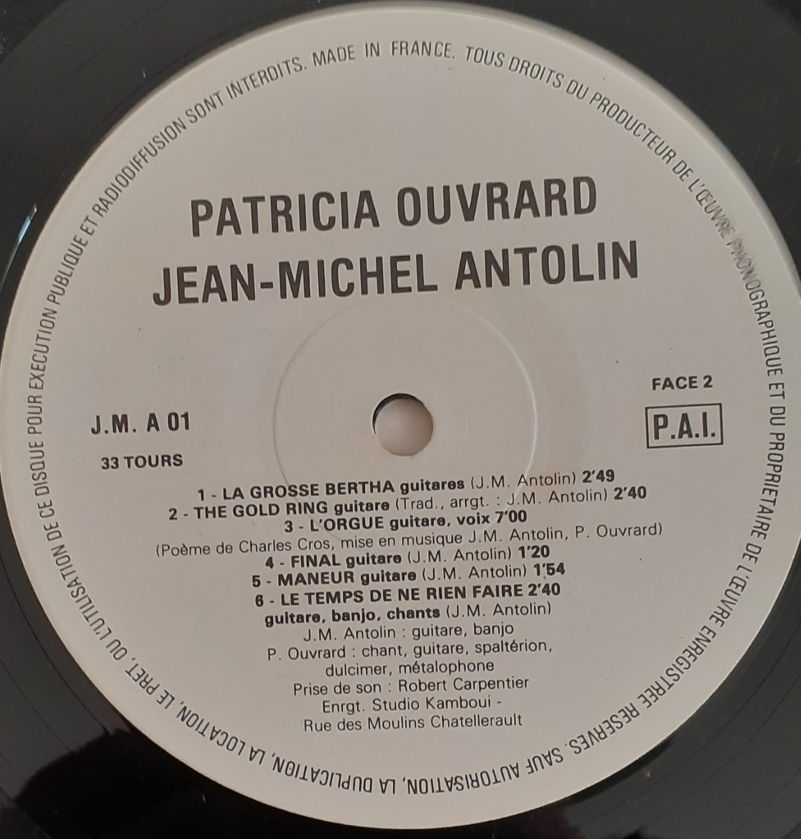 MADE IN FRANCE. TOUS DROITS DU PRODUCTEUR DE L'ŒUVRE PHONOGRAPHIQUE ET DU PROPRIETAIRE DE L'ŒUVRE ENREGISTREE RESERVES. SAUF AUTORISATION, LA DUPLICATION, LA LOCATION, LE PRET, OU L'UTILISATION DE CE DISQUE POUR EXECUTION PUBLIQUE ET RADIODIFFUSION SONT INTERDITS.
PATRICIA OUVRARD
JEAN-MICHEL ANTOLIN
J.M. A 01
33 TOURS
FACE 2
P.A.I.
1 - LA GROSSE BERTHA guitares (J.M. Antolin) 2'49
2 - THE GOLD RING guitare (Trad., arrgt. : J.M. Antolin) 2'40
3 - L'ORGUE guitare, voix 7'00
(Poème de Charles Cros, mise en musique J.M. Antolin, P. Ouvrard)
4 - FINAL guitare (J.M. Antolin) 1'20
5 - MANEUR guitare (J.M. Antolin) 1'54
6 - LE TEMPS DE NE RIEN FAIRE 2'40
guitare, banjo, chants (J.M. Antolin)
J.M. Antolin : guitare, banjo
P. Ouvrard : chant, guitare, spaltérion,
dulcimer, métalophone
Prise de son : Robert Carpentier
Enrgt. Studio Kamboui -
Rue des Moulins Chatellerault